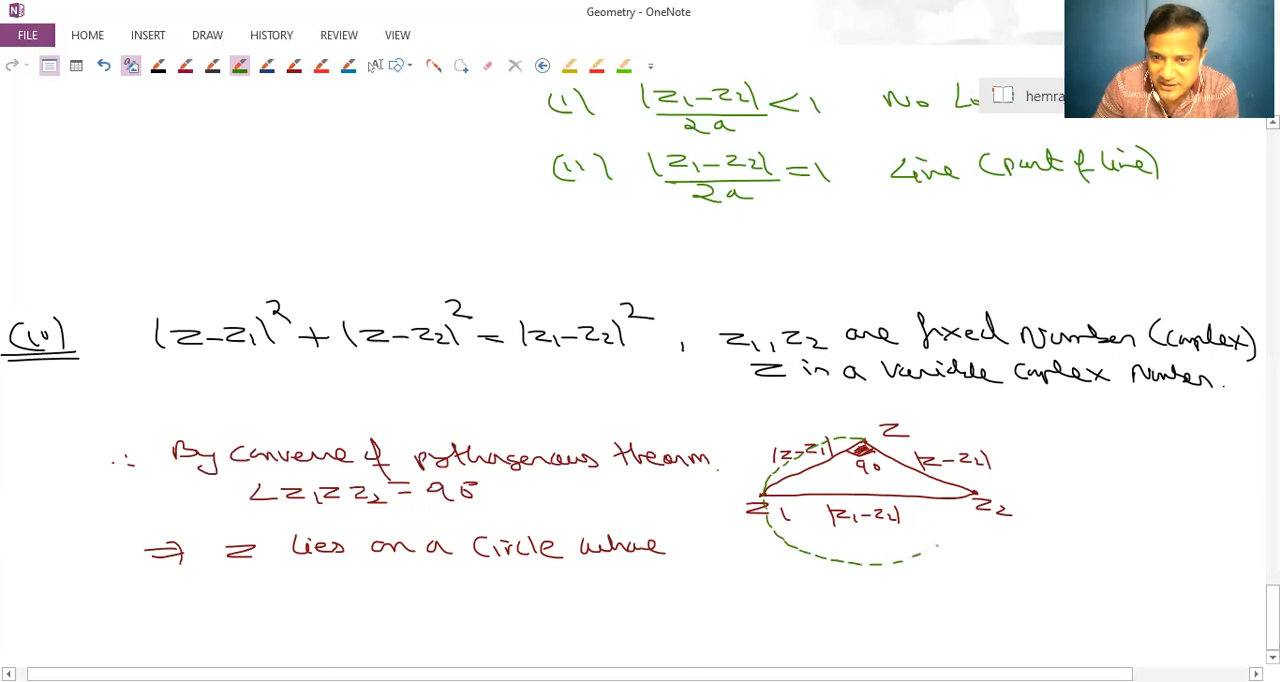 Geometry - OneNote
FILE HOME INSERT DRAW HISTORY REVIEW VIEW
hemra
(i) |z1-z2|/2a < 1 No Lo
(ii) |z1-z2|/2a = 1 Line (part of line)
(10) |z-z1|^2 + |z-z2|^2 = |z1-z2|^2 , z1, z2 are fixed number (complex)
z is a variable complex number.
∴ By converse of pythagorous theorm.
∠z1zz2 = 90°
⇒ z lies on a circle whose
z
|z-z1| |z-z2|
90
z1 z2
|z1-z2|